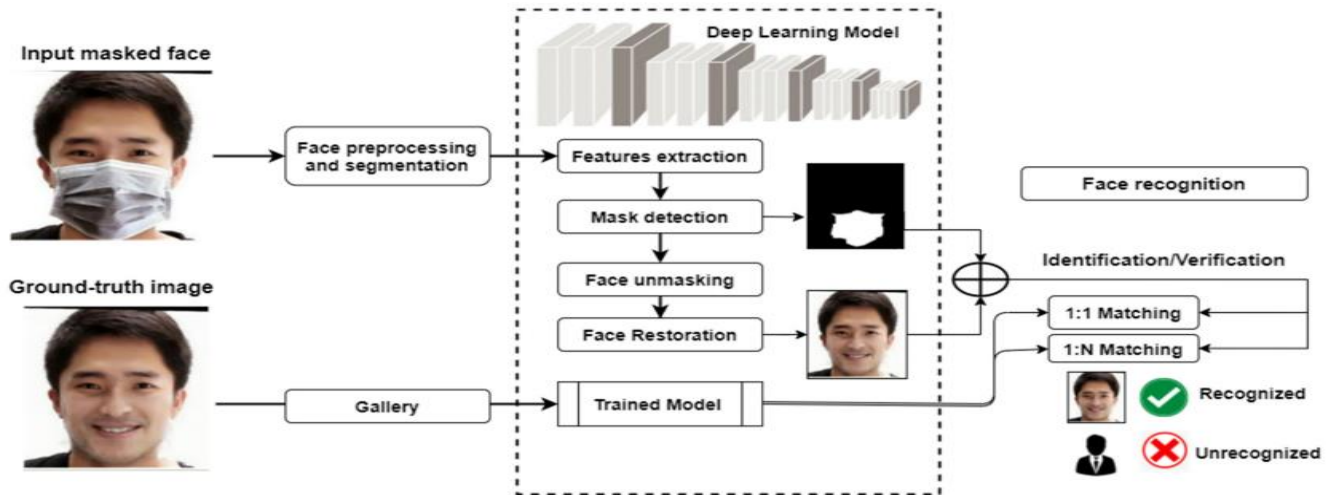 Input masked face
Deep Learning Model
Face preprocessing
and segmentation
Features extraction
Face recognition
Mask detection
Identification/Verification
Ground-truth image
Face unmasking
1:1 Matching
Face Restoration
1:N Matching
Gallery
Trained Model
Recognized
Unrecognized